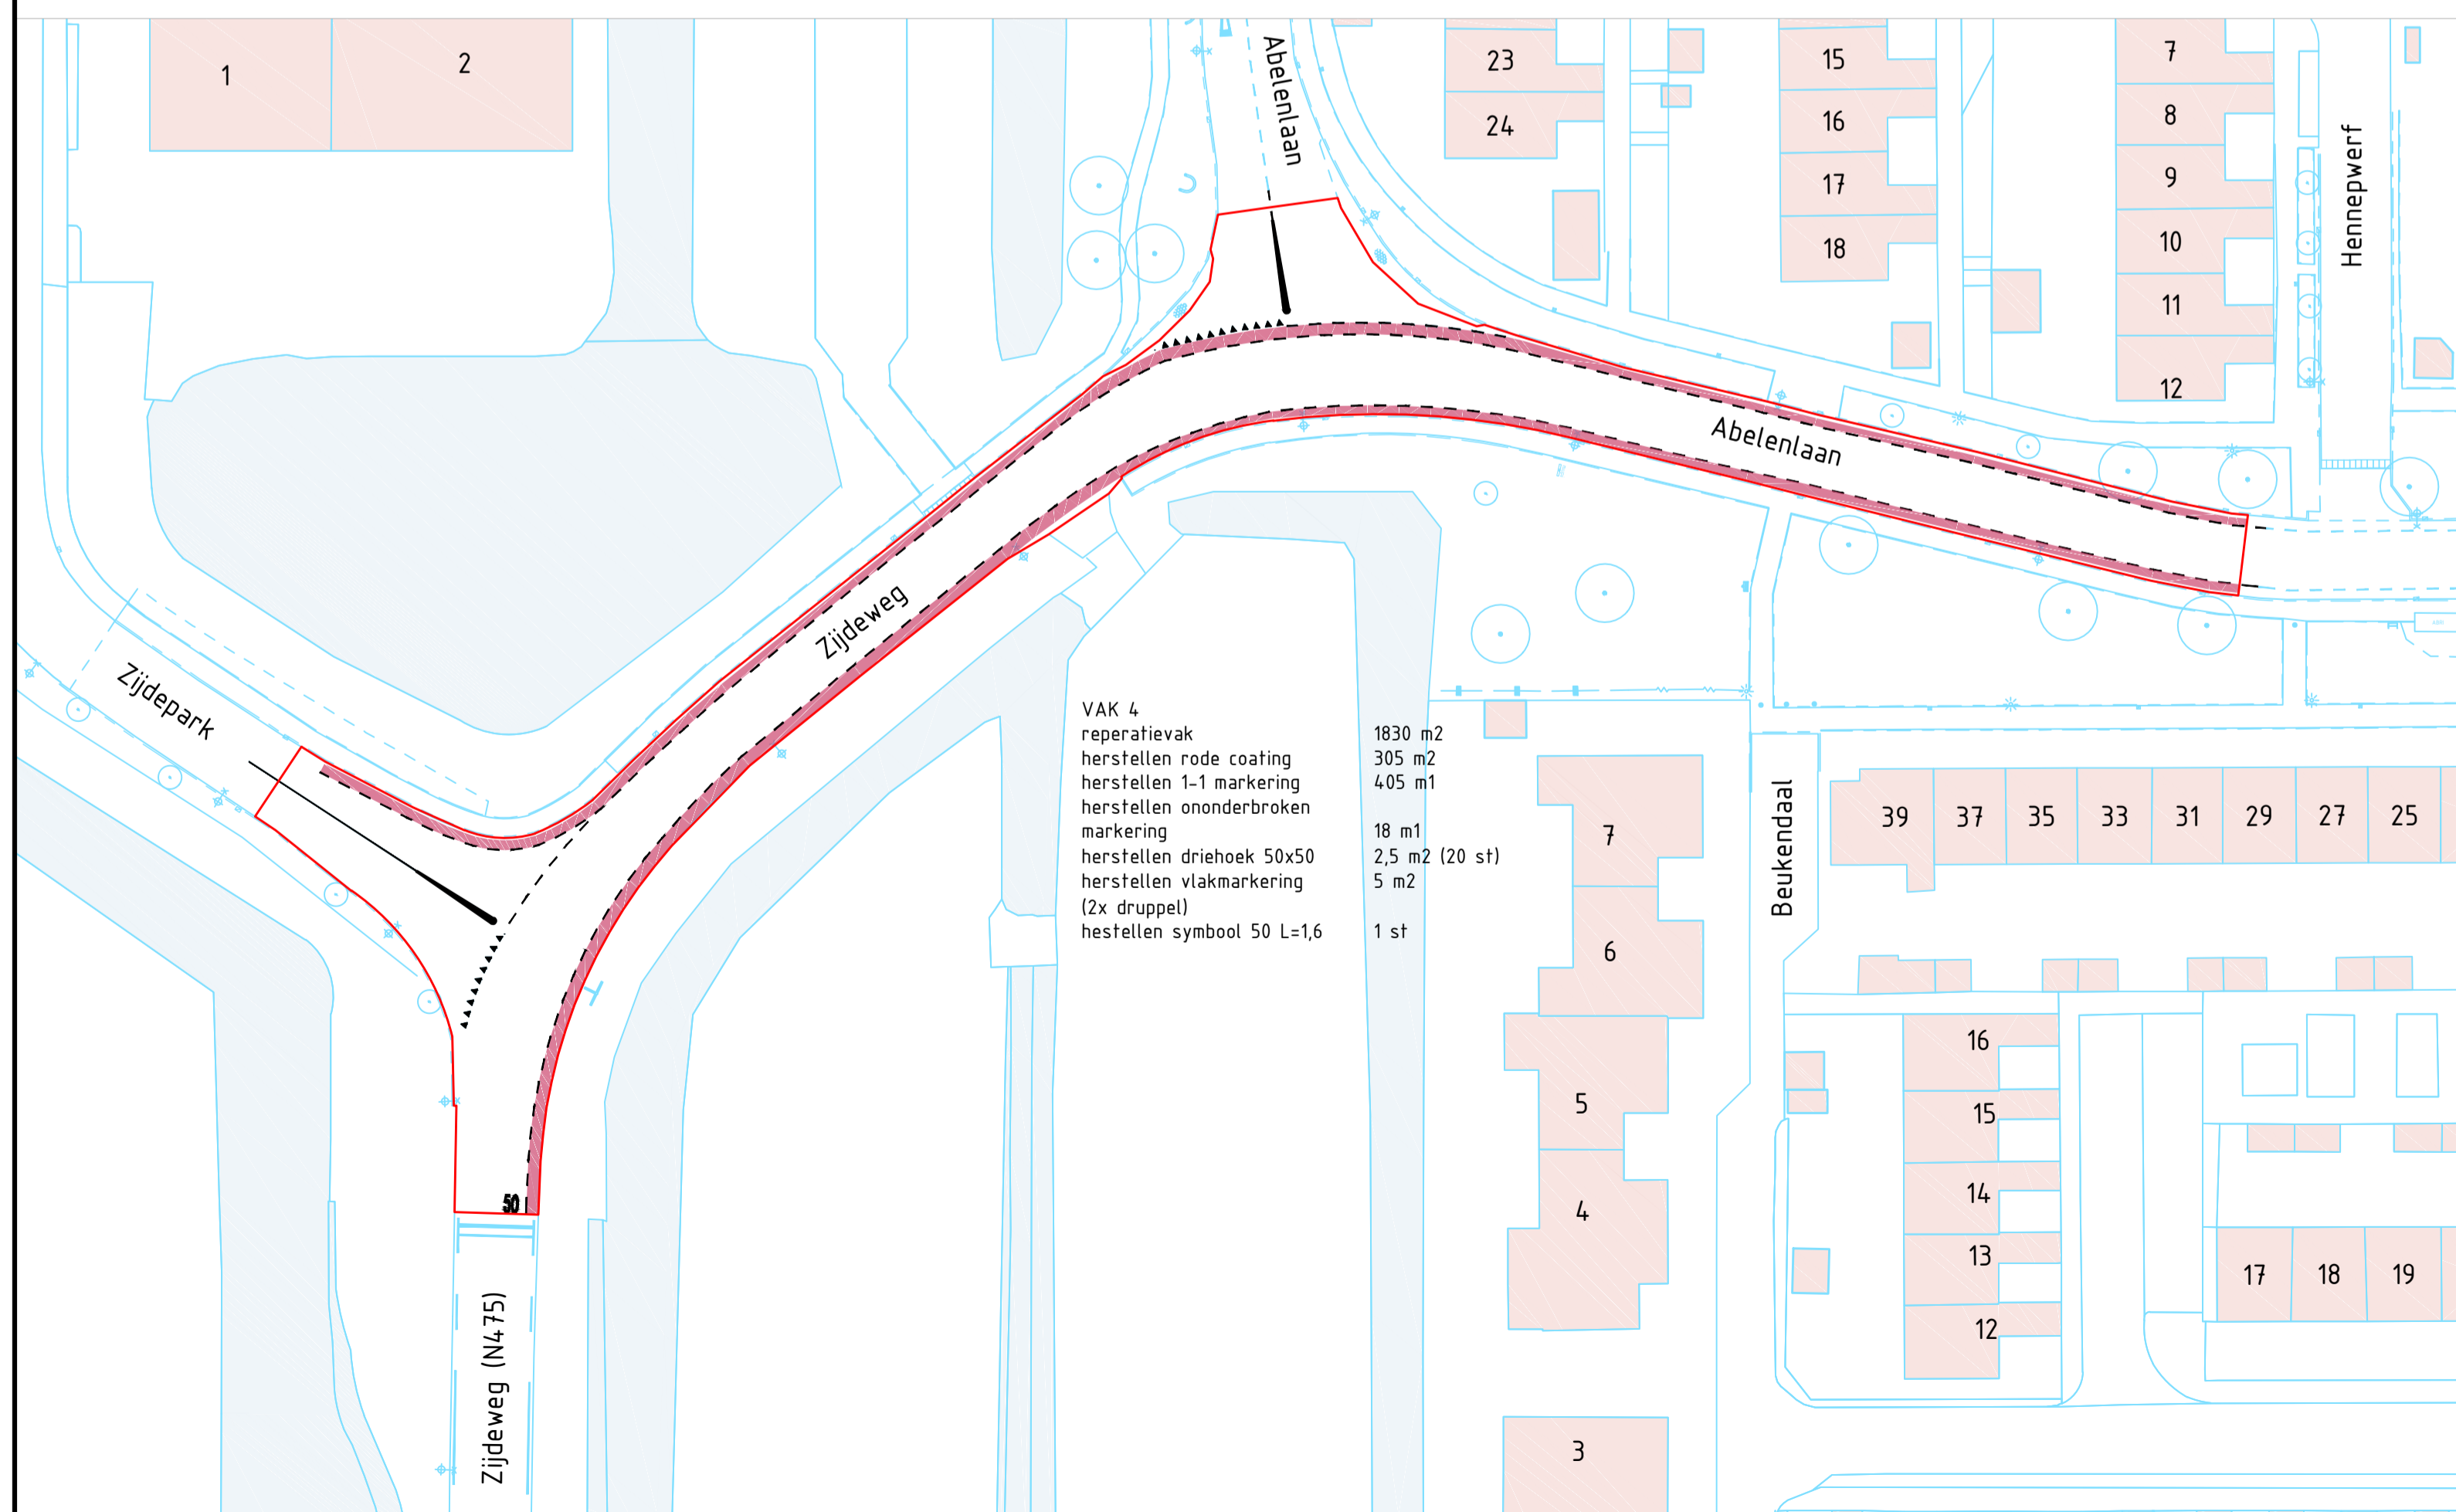 1
2
Abelenlaan
23
24
15
16
17
18
7
8
9
10
11
12
Hennepwerf
Abelenlaan
Zijdeweg
Zijdepark
VAK 4
reperatievak 1830 m2
herstellen rode coating 305 m2
herstellen 1-1 markering 405 m1
herstellen ononderbroken
markering 18 m1
herstellen driehoek 50x50 2,5 m2 (20 st)
herstellen vlakmarkering 5 m2
(2x druppel)
hestellen symbool 50 L=1,6 1 st
Beukendaal
7
6
5
4
3
39
37
35
33
31
29
27
25
16
15
14
13
12
17
18
19
50
Zijdeweg (N475)